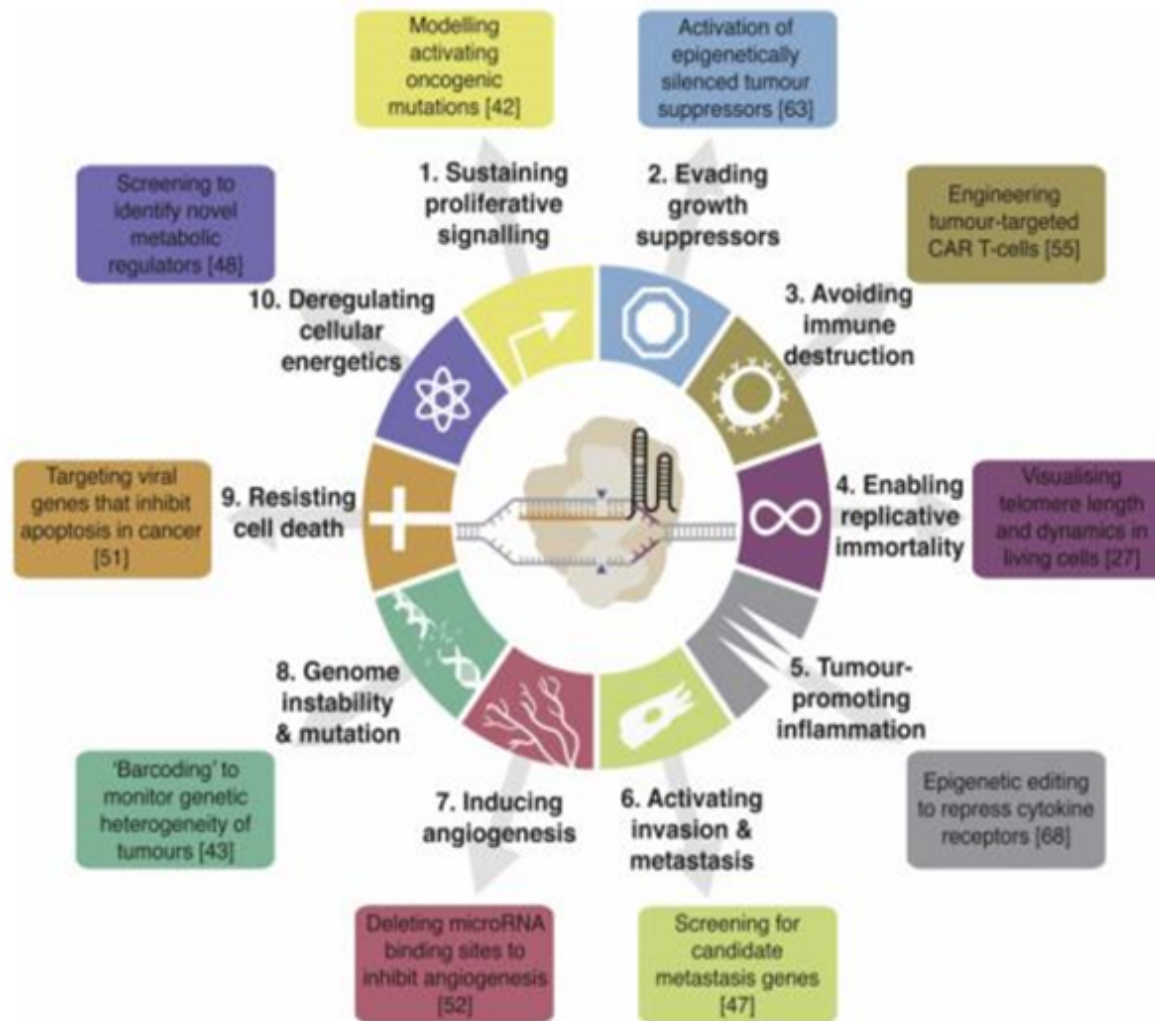 Modelling
activating
oncogenic
mutations [42]
Activation of
epigenetically
silenced tumour
suppressors [63]
Screening to
identify novel
metabolic
regulators [48]
1. Sustaining
proliferative
signalling
2. Evading
growth
suppressors
Engineering
tumour-targeted
CAR T-cells [55]
10. Deregulating
cellular
energetics
3. Avoiding
immune
destruction
Targeting viral
genes that inhibit
apoptosis in cancer
[51]
9. Resisting
cell death
4. Enabling
replicative
immortality
Visualising
telomere length
and dynamics in
living cells [27]
8. Genome
instability
& mutation
5. Tumour-
promoting
inflammation
'Barcoding' to
monitor genetic
heterogeneity of
tumours [43]
7. Inducing
angiogenesis
6. Activating
invasion &
metastasis
Epigenetic editing
to repress cytokine
receptors [68]
Deleting microRNA
binding sites to
inhibit angiogenesis
[52]
Screening for
candidate
metastasis genes
[47]